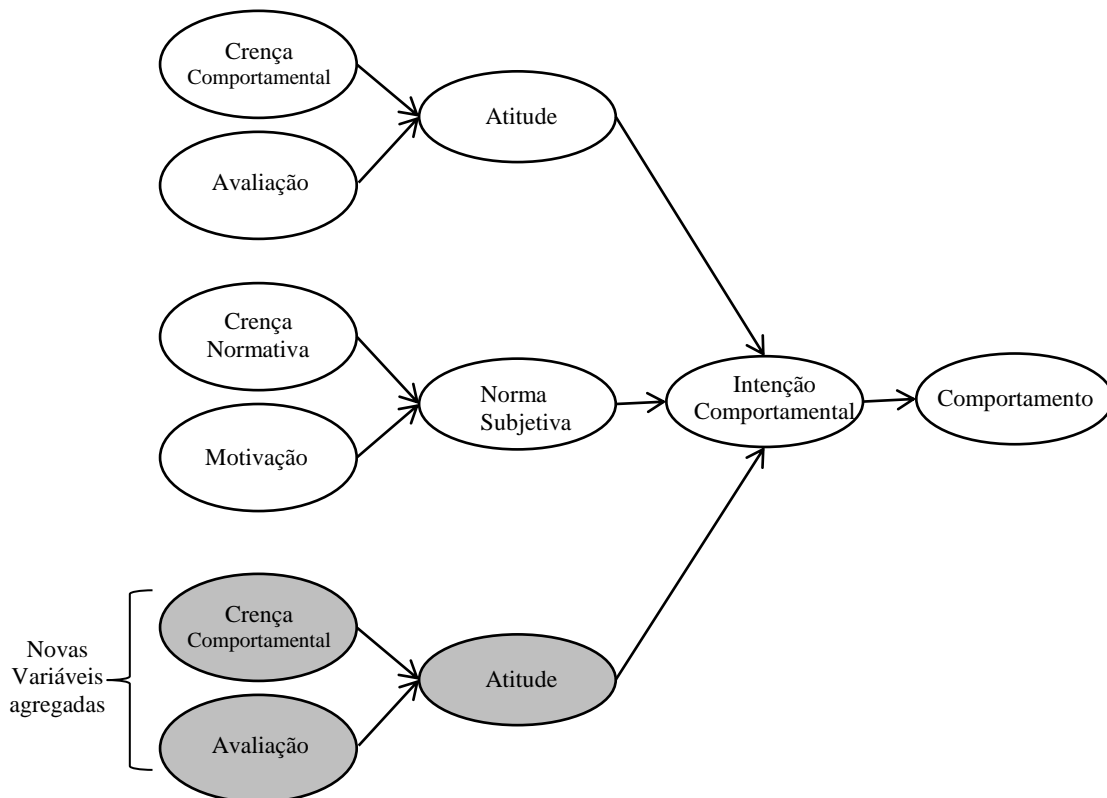 Crença
Comportamental
Atitude
Avaliação
Crença
Normativa
Norma
Subjetiva
Intenção
Comportamental
Comportamento
Motivação
Novas
Variáveis
agregadas
Crença
Comportamental
Atitude
Avaliação